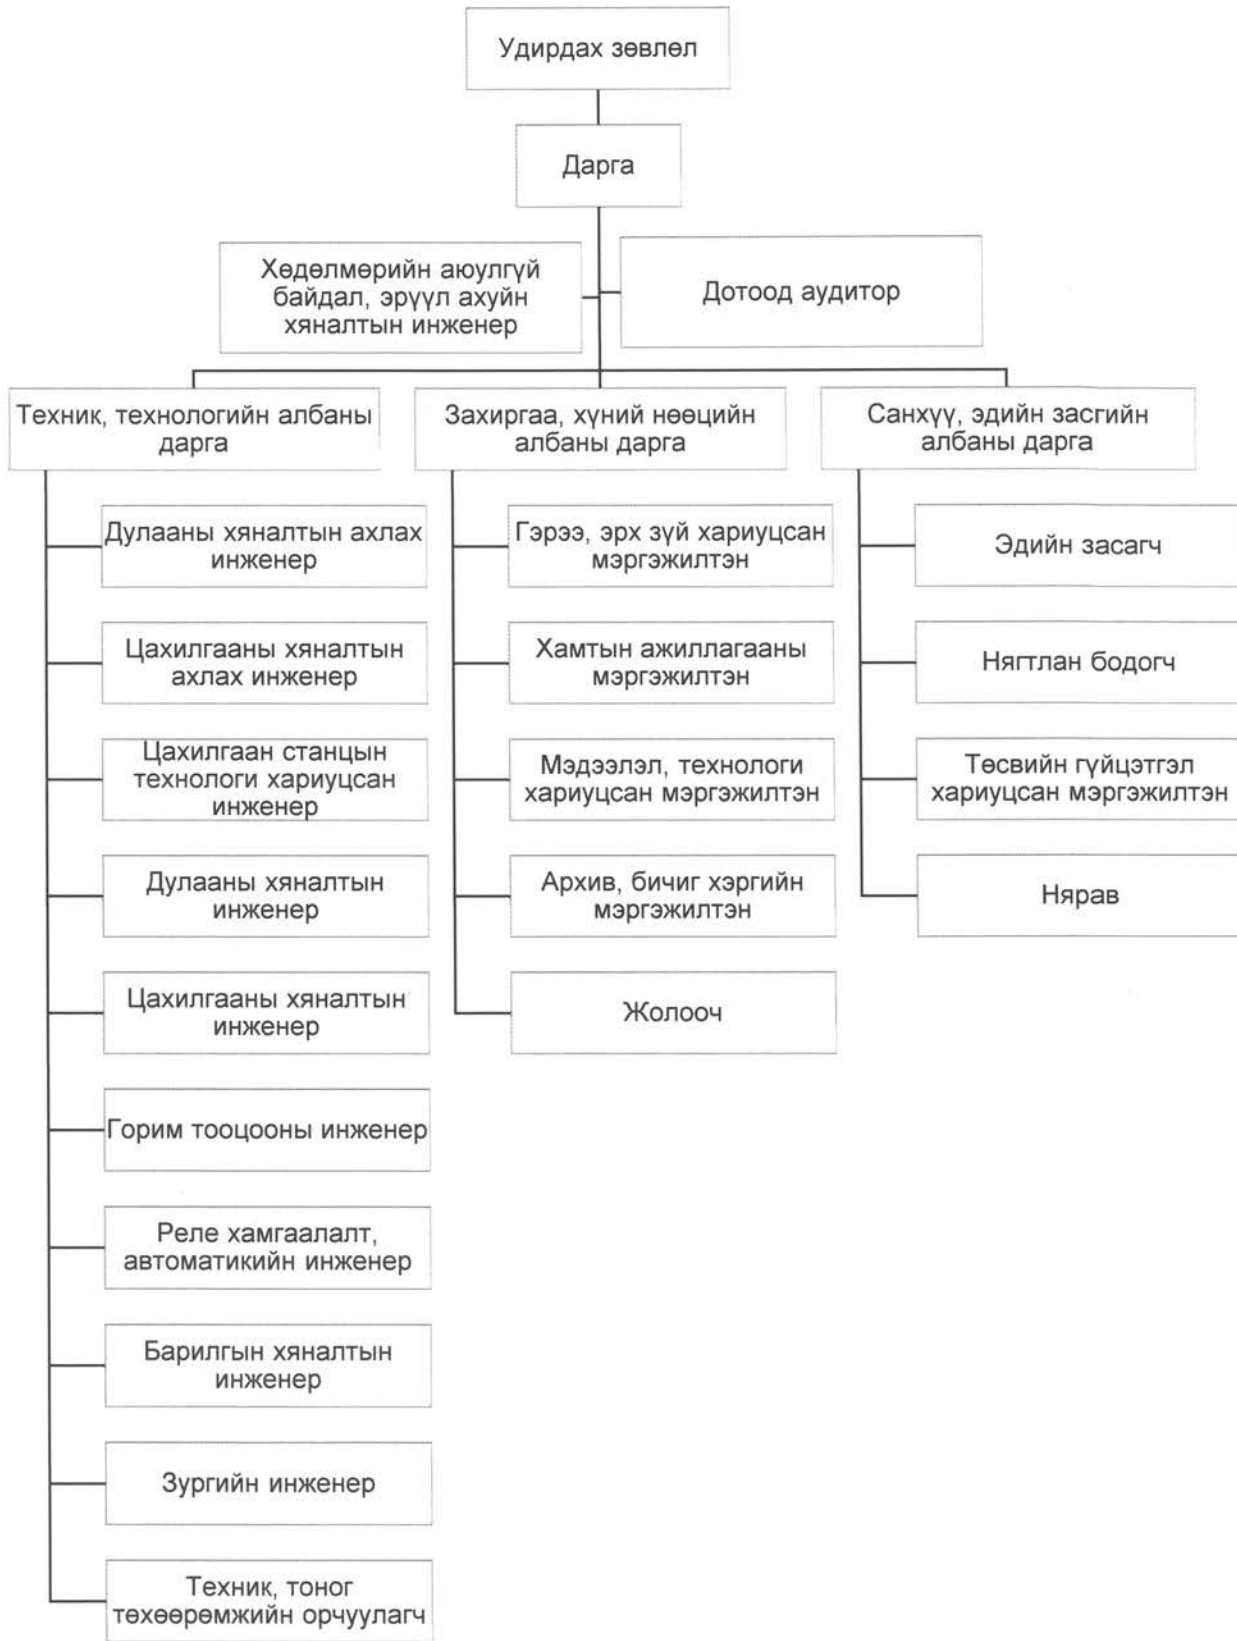 Удирдах зөвлөл
Дарга
Хөдөлмөрийн аюулгүй
байдал, эрүүл ахуйн
хяналтын инженер
Дотоод аудитор
Техник, технологийн албаны
дарга
Дулааны хяналтын ахлах
инженер
Цахилгааны хяналтын
ахлах инженер
Цахилгаан станцын
технологи хариуцсан
инженер
Дулааны хяналтын
инженер
Цахилгааны хяналтын
инженер
Горим тооцооны инженер
Реле хамгаалалт,
автоматикийн инженер
Барилгын хяналтын
инженер
Зургийн инженер
Техник, тоног
төхөөрөмжийн орчуулагч
Захиргаа, хүний нөөцийн
албаны дарга
Гэрээ, эрх зүй хариуцсан
мэргэжилтэн
Хамтын ажиллагааны
мэргэжилтэн
Мэдээлэл, технологи
хариуцсан мэргэжилтэн
Архив, бичиг хэргийн
мэргэжилтэн
Жолооч
Санхүү, эдийн засгийн
албаны дарга
Эдийн засагч
Нягтлан бодогч
Төсвийн гүйцэтгэл
хариуцсан мэргэжилтэн
Нярав